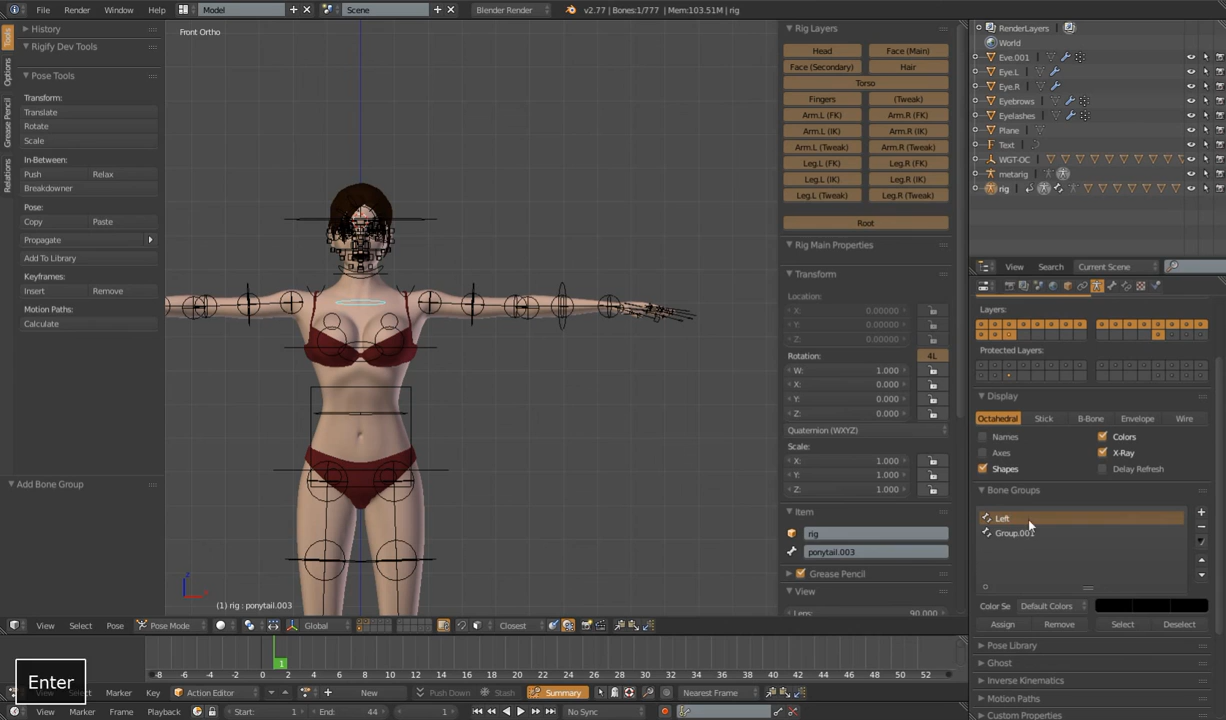 File Render Window Help Model Scene Blender Render v2.77 | Bones:1/777 | Mem:103.51M | rig
History
Rigify Dev Tools
Pose Tools
Transform:
Translate
Rotate
Scale
In-Between:
Push Relax
Breakdowner
Pose:
Copy Paste
Propagate
Add To Library
Keyframes:
Insert Remove
Motion Paths:
Calculate
Add Bone Group
Tools
Options
Grease Pencil
Relations
Front Ortho
(1) rig : ponytail.003
Rig Layers
Head Face (Main)
Face (Secondary) Hair
Torso
Fingers (Tweak)
Arm.L (FK) Arm.R (FK)
Arm.L (IK) Arm.R (IK)
Arm.L (Tweak) Arm.R (Tweak)
Leg.L (FK) Leg.R (FK)
Leg.L (IK) Leg.R (IK)
Leg.L (Tweak) Leg.R (Tweak)
Root
Rig Main Properties
Transform
Location:
X: 0.00000
Y: 0.00000
Z: 0.00000
Rotation: 4L
W: 1.000
X: 0.000
Y: 0.000
Z: 0.000
Quaternion (WXYZ)
Scale:
X: 1.000
Y: 1.000
Z: 1.000
Item
rig
ponytail.003
Grease Pencil
View
Lens: 90.000
RenderLayers
World
Eye.001
Eye.L
Eye.R
Eyebrows
Eyelashes
Plane
Text
WGT-OC
metarig
rig
View Search Current Scene
Layers:
Protected Layers:
Display
Octahedral Stick B-Bone Envelope Wire
Names Colors
Axes X-Ray
Shapes Delay Refresh
Bone Groups
Left
Group.001
Color Se Default Colors
Assign Remove Select Deselect
Pose Library
Ghost
Inverse Kinematics
Motion Paths
Custom Properties
View Select Pose Pose Mode Global Closest
-8 -6 -4 -2 0 1 2 4 6 8 10 12 14 16 18 20 22 24 26 28 30 32 34 36 38 40 42 44 46 48 50 52
View Select Marker Key Action Editor New Push Down Stash Summary Nearest Frame
View Marker Frame Playback Start: 1 End: 44 1 No Sync
Enter